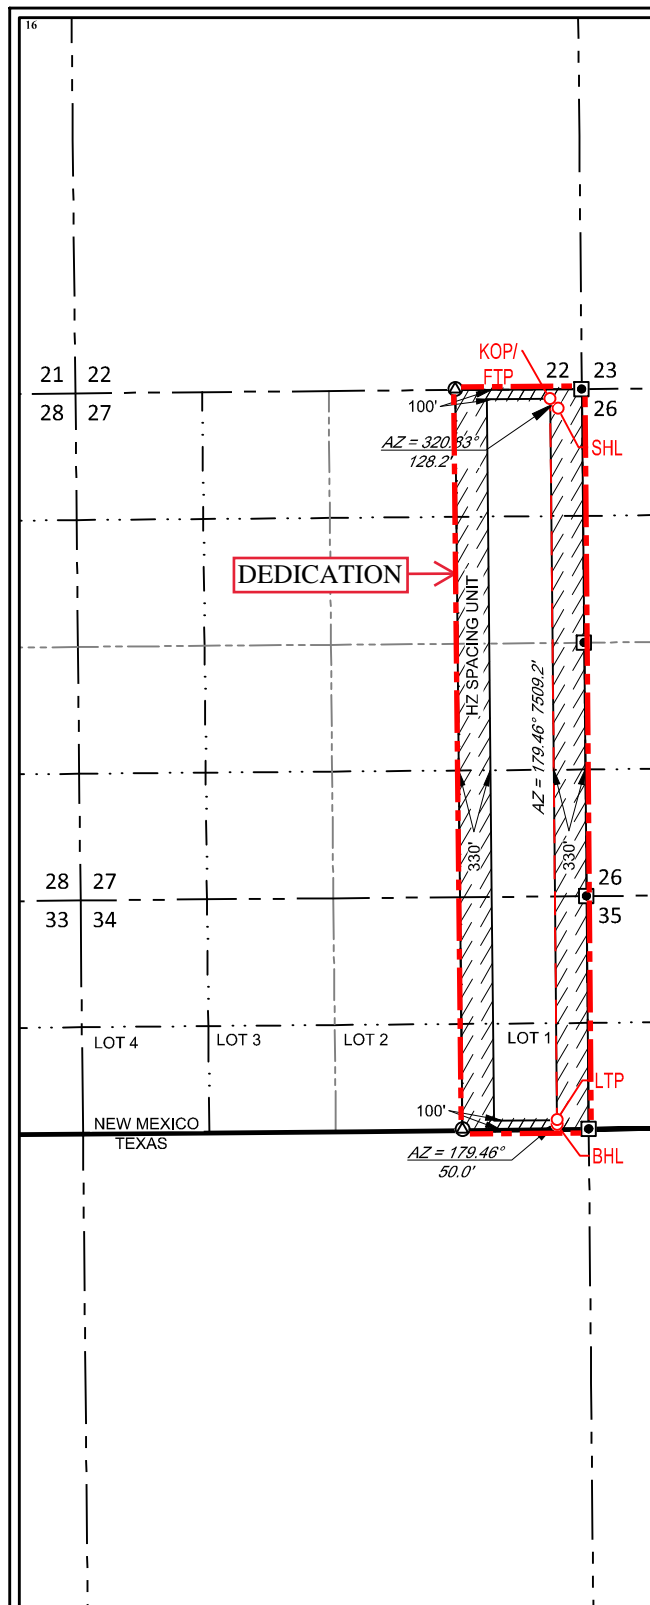 16
KOP/
FTP
21 22
22 23
28 27
26
100'
AZ = 320.83°
128.2'
SHL
DEDICATION
HZ SPACING UNIT
AZ = 179.46° 7509.2'
330'
330'
28 27
26
33 34
35
LOT 4
LOT 3
LOT 2
LOT 1
LTP
100'
NEW MEXICO
TEXAS
AZ = 179.46°
50.0'
BHL